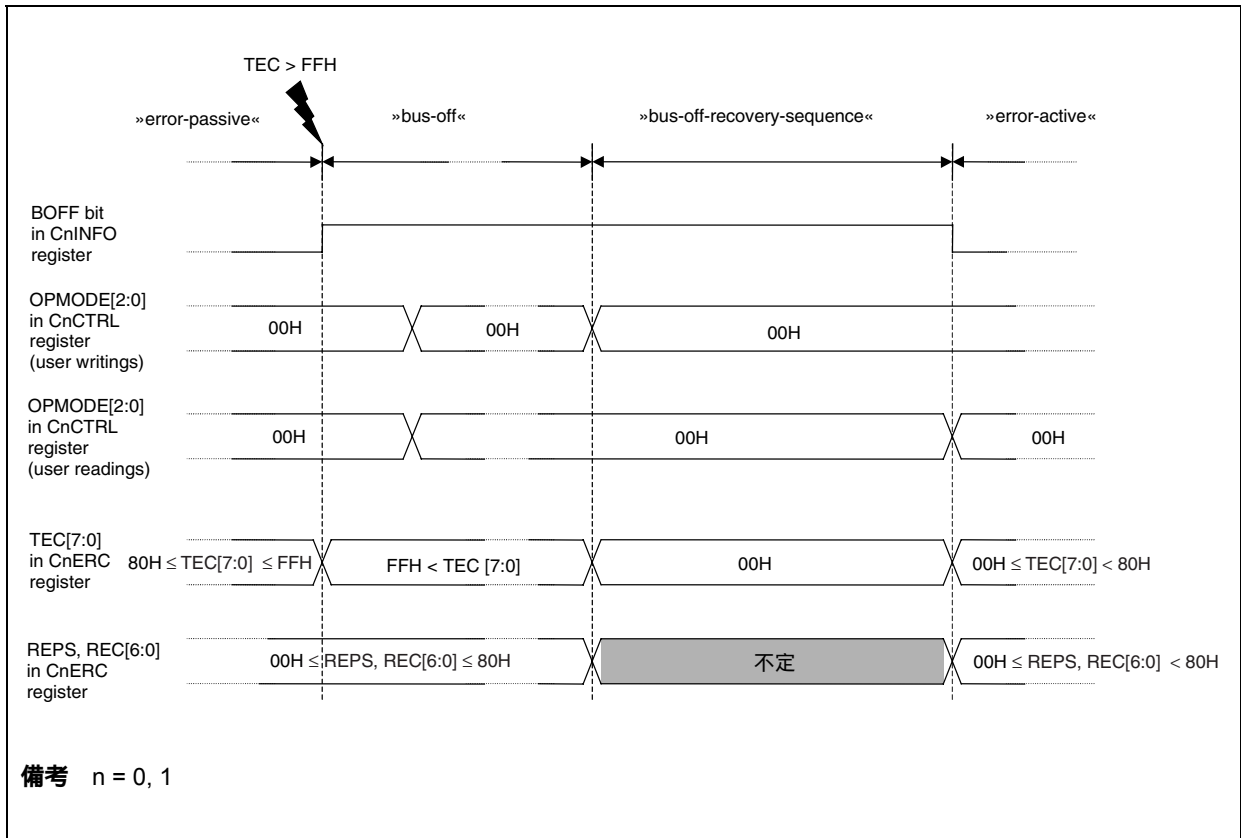 TEC > FFH
»error-passive« »bus-off« »bus-off-recovery-sequence« »error-active«
BOFF bit
in CnINFO
register
OPMODE[2:0]
in CnCTRL
register
(user writings)
00H 00H 00H
OPMODE[2:0]
in CnCTRL
register
(user readings)
00H 00H 00H
TEC[7:0]
in CnERC
register
80H ≤ TEC[7:0] ≤ FFH FFH < TEC [7:0] 00H 00H ≤ TEC[7:0] < 80H
REPS, REC[6:0]
in CnERC
register
00H ≤ REPS, REC[6:0] ≤ 80H 不定 00H ≤ REPS, REC[6:0] < 80H
備考 n = 0, 1